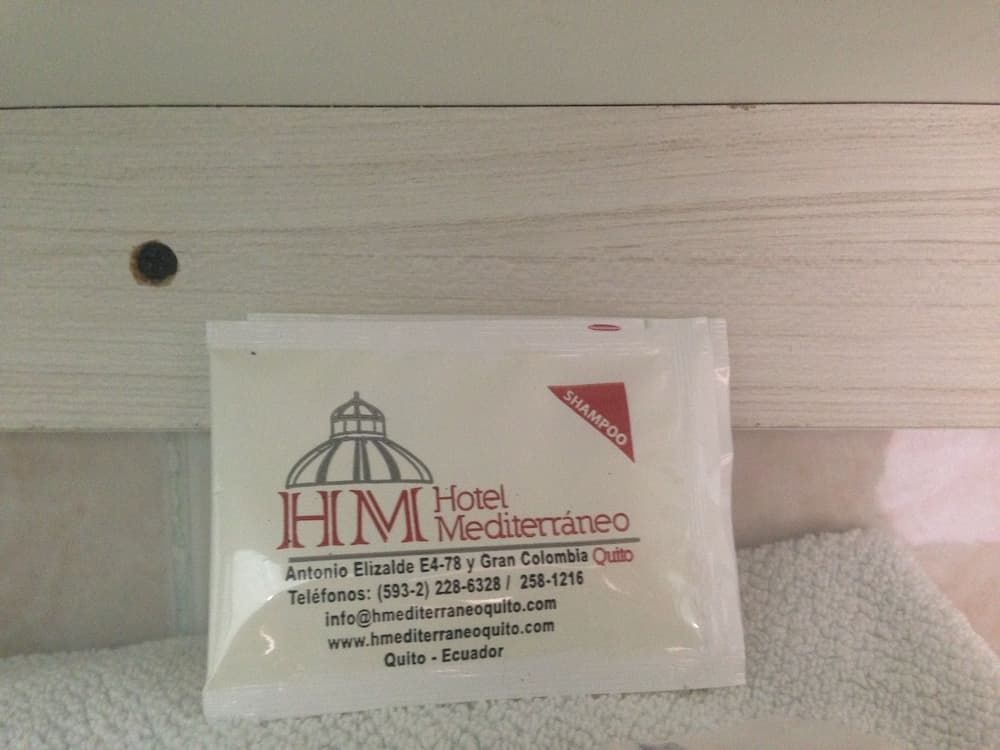 SHAMPOO
HM Hotel
Mediterráneo
Antonio Elizalde E4-78 y Gran Colombia Quito
Teléfonos: (593-2) 228-6328 / 258-1216
info@hmediterraneoquito.com
www.hmediterraneoquito.com
Quito - Ecuador